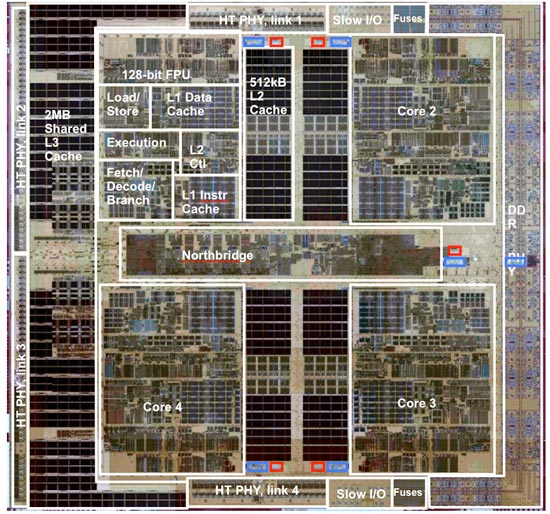 HT PHY, link 1
Slow I/O
Fuses
HT PHY, link 2
2MB
Shared
L3
Cache
128-bit FPU
Load/
Store
L1 Data
Cache
Execution
L2
Ctl
Fetch/
Decode/
Branch
L1 Instr
Cache
512kB
L2
Cache
Core 2
DD
R
PH
Y
Northbridge
HT PHY, link 3
Core 4
Core 3
HT PHY, link 4
Slow I/O
Fuses